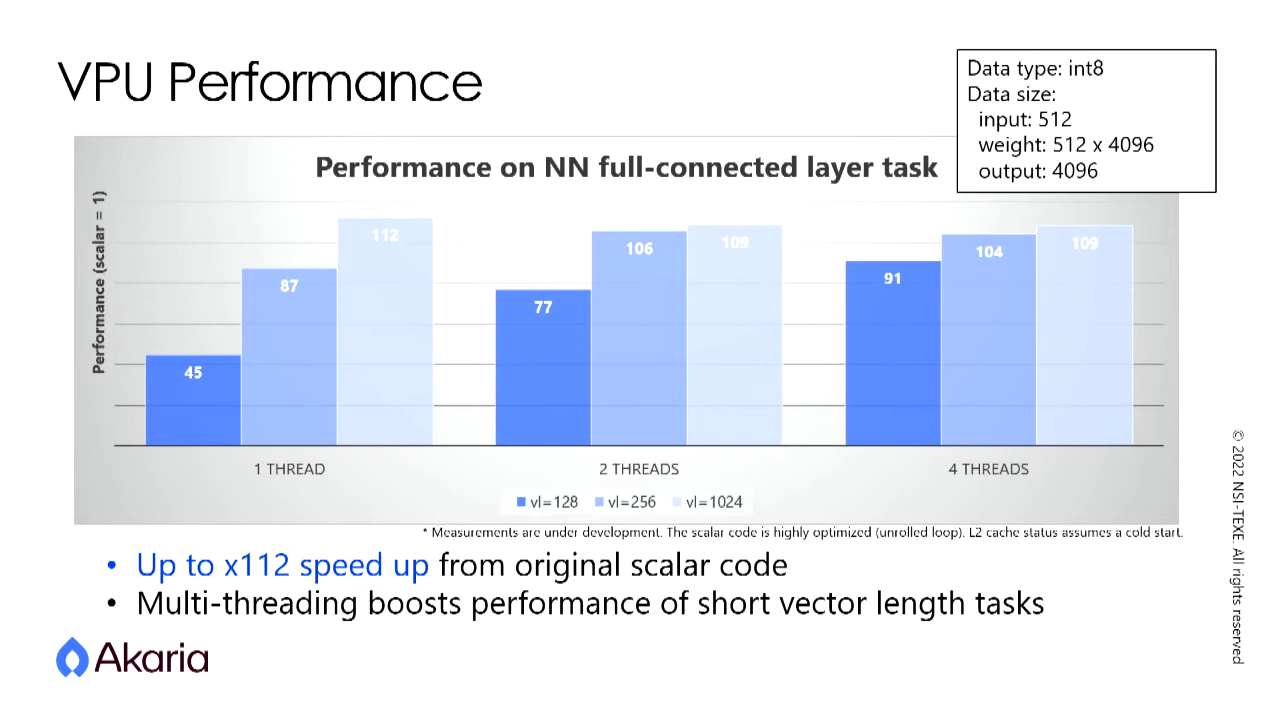 VPU Performance
Data type: int8
Data size:
input: 512
weight: 512 x 4096
output: 4096
Performance on NN full-connected layer task
Performance (scalar = 1)
45
87
112
77
106
109
91
104
109
1 THREAD
2 THREADS
4 THREADS
vl=128
vl=256
vl=1024
* Measurements are under development. The scalar code is highly optimized (unrolled loop). L2 cache status assumes a cold start.
• Up to x112 speed up from original scalar code
• Multi-threading boosts performance of short vector length tasks
Akaria
© 2022 NSI-TEXE. All rights reserved